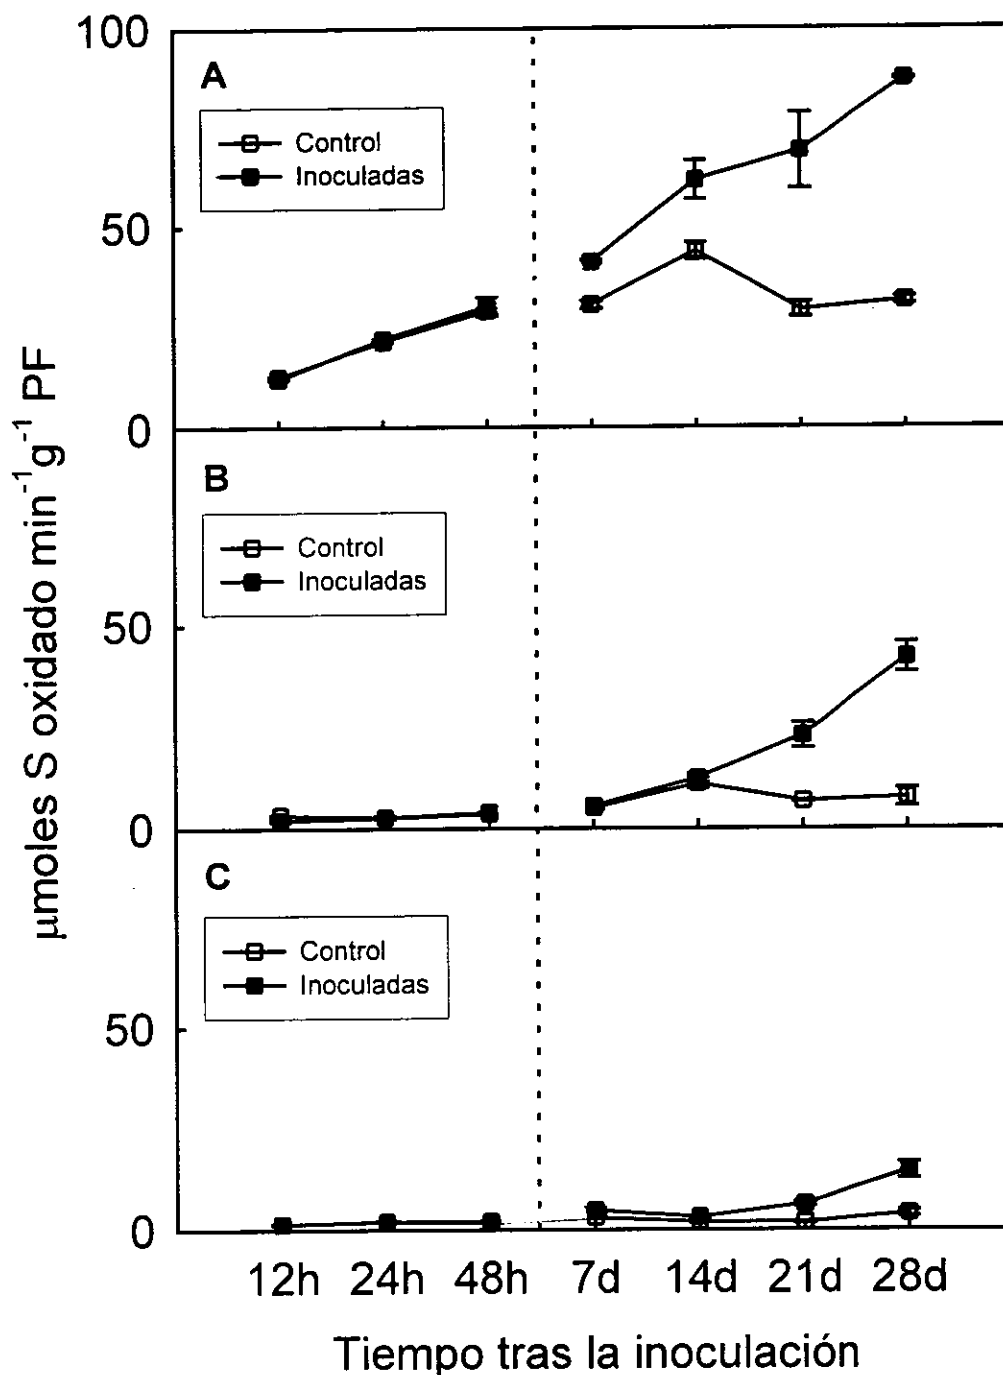 100
A
Control
Inoculadas
50
0
B
Control
Inoculadas
50
0
C
Control
Inoculadas
50
0
μmoles S oxidado min⁻¹g⁻¹ PF
12h 24h 48h 7d 14d 21d 28d
Tiempo tras la inoculación